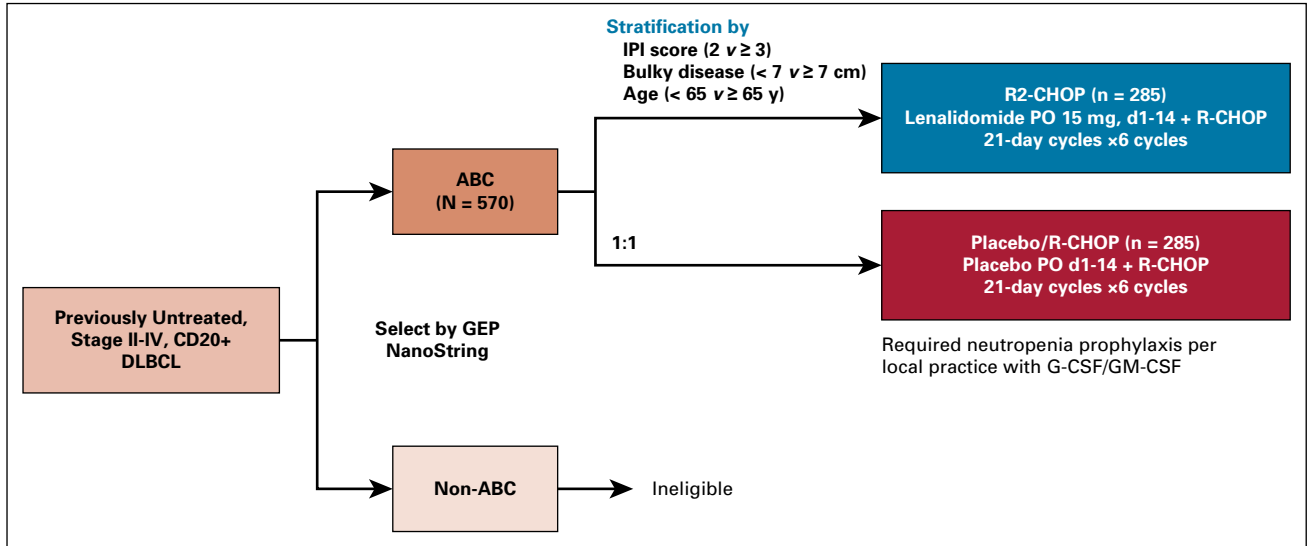 Stratification by
IPI score (2 v ≥ 3)
Bulky disease (< 7 v ≥ 7 cm)
Age (< 65 v ≥ 65 y)
R2-CHOP (n = 285)
Lenalidomide PO 15 mg, d1-14 + R-CHOP
21-day cycles ×6 cycles
ABC
(N = 570)
1:1
Placebo/R-CHOP (n = 285)
Placebo PO d1-14 + R-CHOP
21-day cycles ×6 cycles
Previously Untreated,
Stage II-IV, CD20+
DLBCL
Select by GEP
NanoString
Required neutropenia prophylaxis per
local practice with G-CSF/GM-CSF
Non-ABC
Ineligible